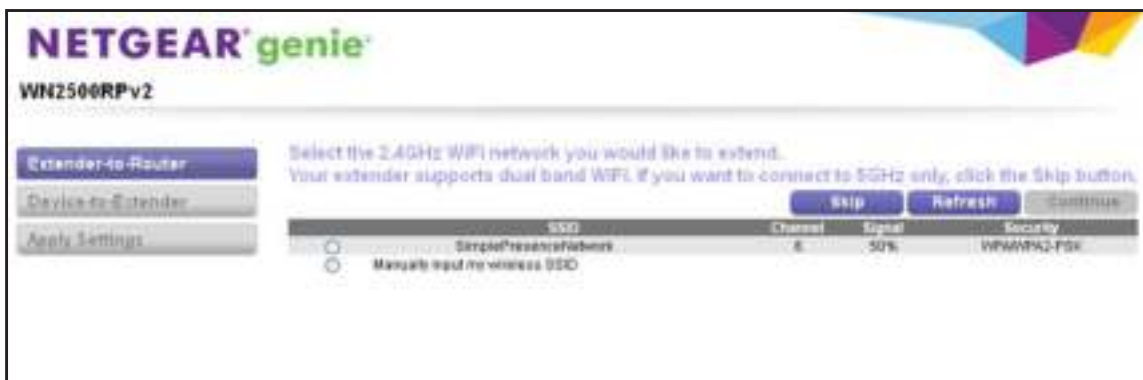 NETGEAR® genie®
WN2500RPv2
Extender-to-Router
Device-to-Extender
Apply Settings
Select the 2.4GHz WiFi network you would like to extend.
Your extender supports dual band WiFi. If you want to connect to 5GHz only, click the Skip button.
Skip Refresh Continue
SSID Channel Signal Security
SimplePresenceNetwork 6 50% WPA/WPA2-PSK
Manually input my wireless SSID